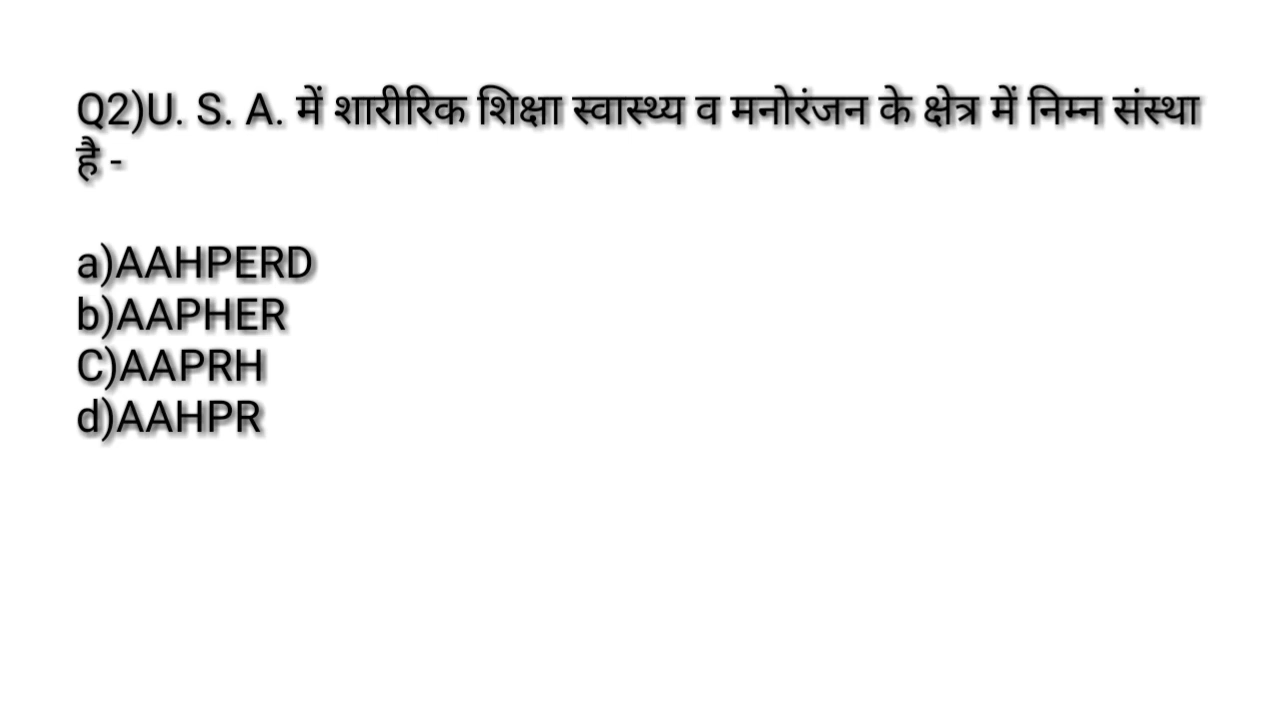 Q2)U. S. A. में शारीरिक शिक्षा स्वास्थ्य व मनोरंजन के क्षेत्र में निम्न संस्था
है -
a)AAHPERD
b)AAPHER
C)AAPRH
d)AAHPR